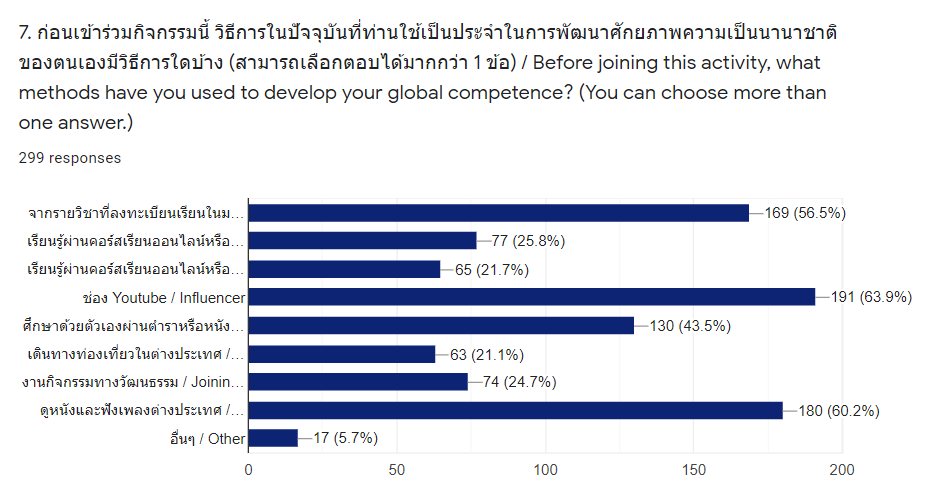 7. ก่อนเข้าร่วมกิจกรรมนี้ วิธีการในปัจจุบันที่ท่านใช้เป็นประจำในการพัฒนาศักยภาพความเป็นนานาชาติ
ของตนเองมีวิธีการใดบ้าง (สามารถเลือกตอบได้มากกว่า 1 ข้อ) / Before joining this activity, what
methods have you used to develop your global competence? (You can choose more than
one answer.)
299 responses
จากรายวิชาที่ลงทะเบียนเรียนในม... 169 (56.5%)
เรียนรู้ผ่านคอร์สเรียนออนไลน์หรือ... 77 (25.8%)
เรียนรู้ผ่านคอร์สเรียนออนไลน์หรือ... 65 (21.7%)
ช่อง Youtube / Influencer 191 (63.9%)
ศึกษาด้วยตัวเองผ่านตำราหรือหนัง... 130 (43.5%)
เดินทางท่องเที่ยวในต่างประเทศ /... 63 (21.1%)
งานกิจกรรมทางวัฒนธรรม / Joinin... 74 (24.7%)
ดูหนังและฟังเพลงต่างประเทศ /... 180 (60.2%)
อื่นๆ / Other 17 (5.7%)
0 50 100 150 200